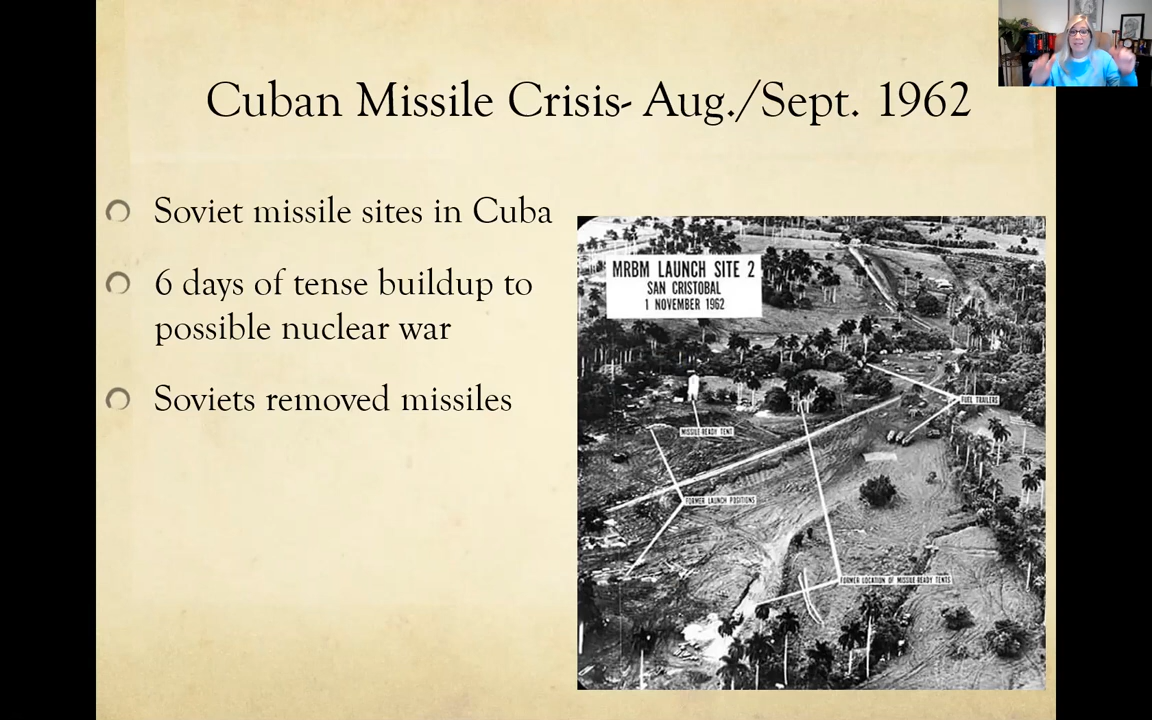 Cuban Missile Crisis- Aug./Sept. 1962
Soviet missile sites in Cuba
6 days of tense buildup to
possible nuclear war
Soviets removed missiles
MRBM LAUNCH SITE 2
SAN CRISTOBAL
1 NOVEMBER 1962
FUEL TRAILERS
MISSILE-READY TENT
FORMER LAUNCH POSITIONS
FORMER LOCATION OF MISSILE-READY TENTS